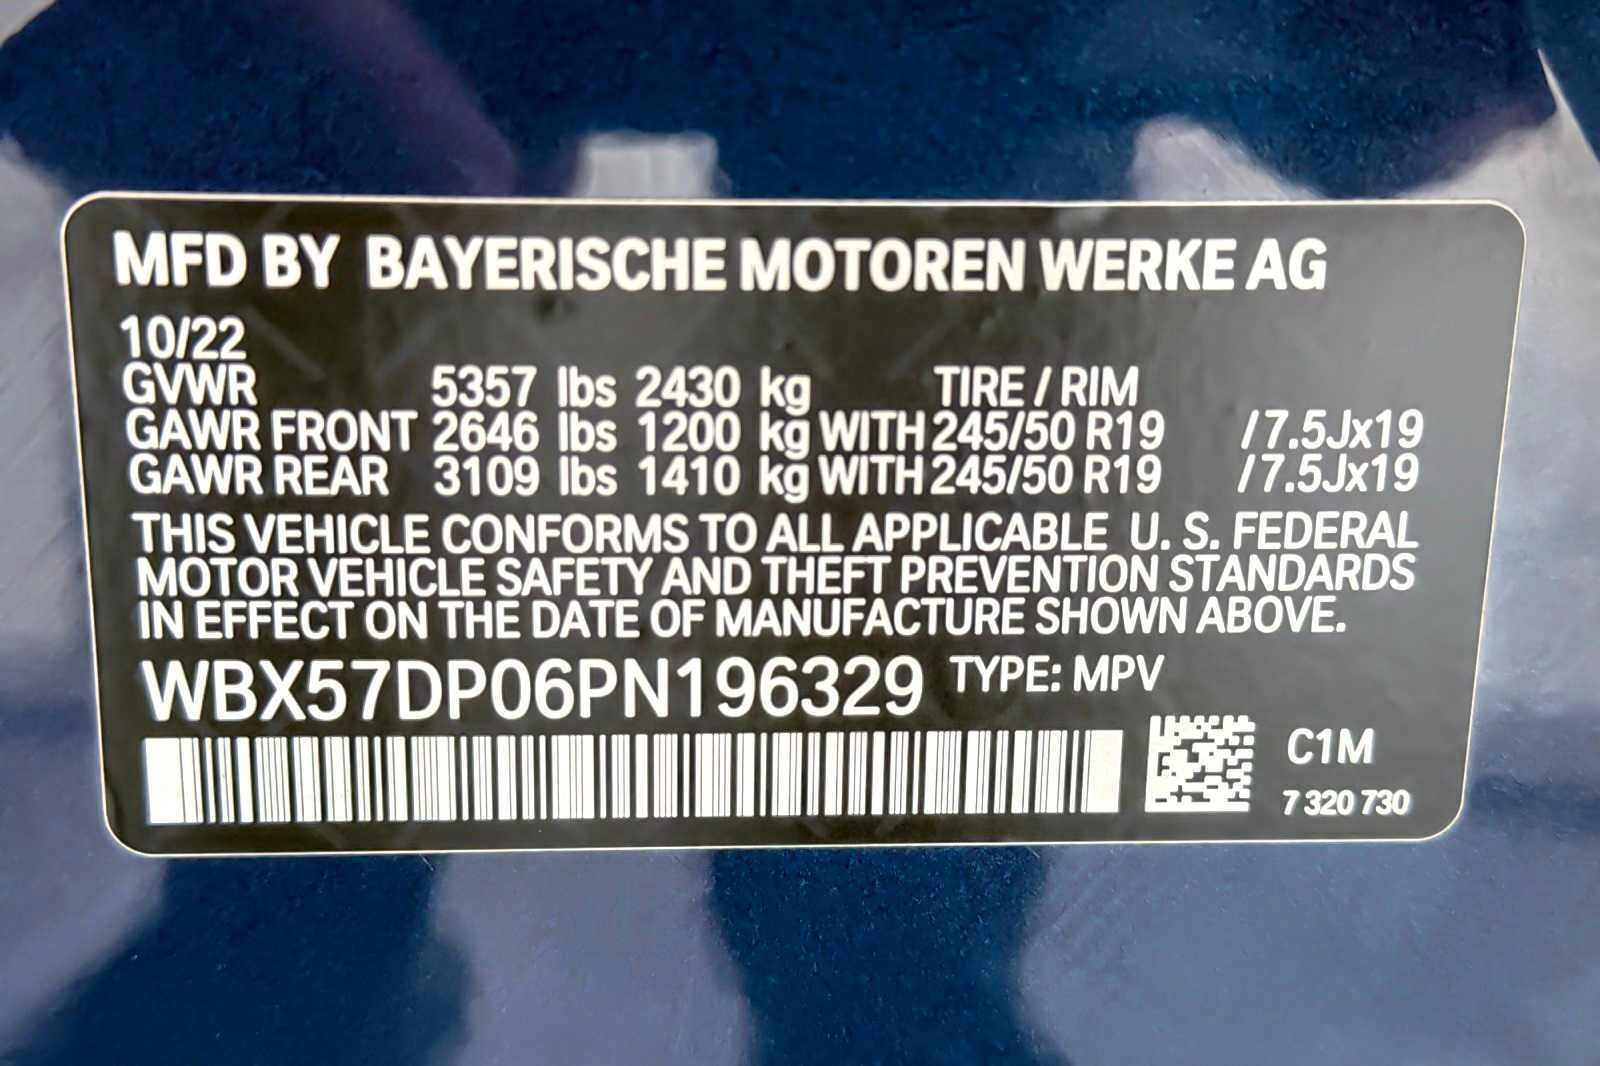 MFD BY BAYERISCHE MOTOREN WERKE AG
10/22
GVWR 5357 lbs 2430 kg TIRE / RIM
GAWR FRONT 2646 lbs 1200 kg WITH 245/50 R19 /7.5Jx19
GAWR REAR 3109 lbs 1410 kg WITH 245/50 R19 /7.5Jx19
THIS VEHICLE CONFORMS TO ALL APPLICABLE U. S. FEDERAL
MOTOR VEHICLE SAFETY AND THEFT PREVENTION STANDARDS
IN EFFECT ON THE DATE OF MANUFACTURE SHOWN ABOVE.
WBX57DP06PN196329 TYPE: MPV
C1M
7 320 730